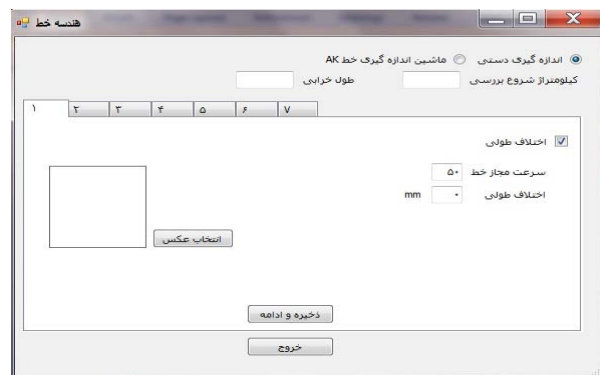 هندسه خط
اندازه گیری دستی ماشین اندازه گیری خط AK
کیلومتراژ شروع بررسی طول خرابی
۱ ۲ ۳ ۴ ۵ ۶ ۷
اختلاف طولی
سرعت مجاز خط ۵۰
اختلاف طولی ۰ mm
انتخاب عکس
ذخیره و ادامه
خروج